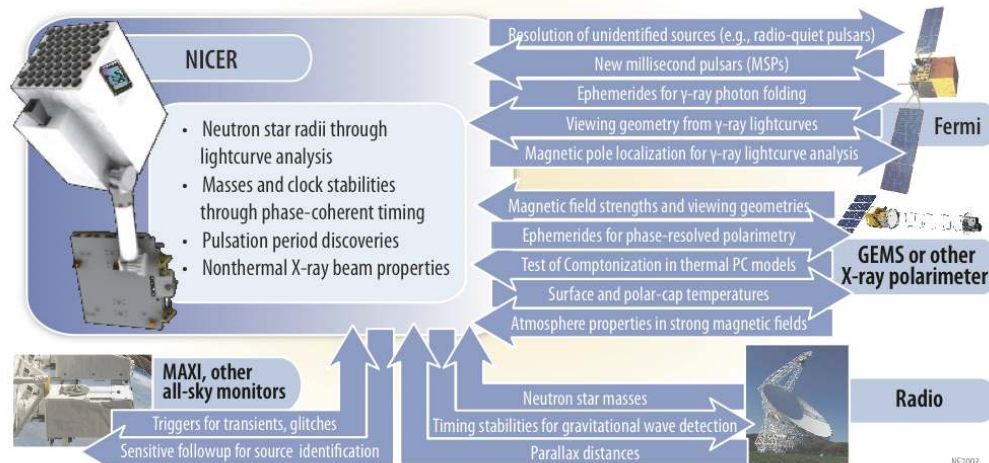 NICER
• Neutron star radii through
lightcurve analysis
• Masses and clock stabilities
through phase-coherent timing
• Pulsation period discoveries
• Nonthermal X-ray beam properties
Resolution of unidentified sources (e.g., radio-quiet pulsars)
New millisecond pulsars (MSPs)
Ephemerides for γ-ray photon folding
Viewing geometry from γ-ray lightcurves
Magnetic pole localization for γ-ray lightcurve analysis
Fermi
Magnetic field strengths and viewing geometries
Ephemerides for phase-resolved polarimetry
Test of Comptonization in thermal PC models
Surface and polar-cap temperatures
Atmosphere properties in strong magnetic fields
GEMS or other
X-ray polarimeter
MAXI, other
all-sky monitors
Triggers for transients, glitches
Sensitive followup for source identification
Neutron star masses
Timing stabilities for gravitational wave detection
Parallax distances
Radio